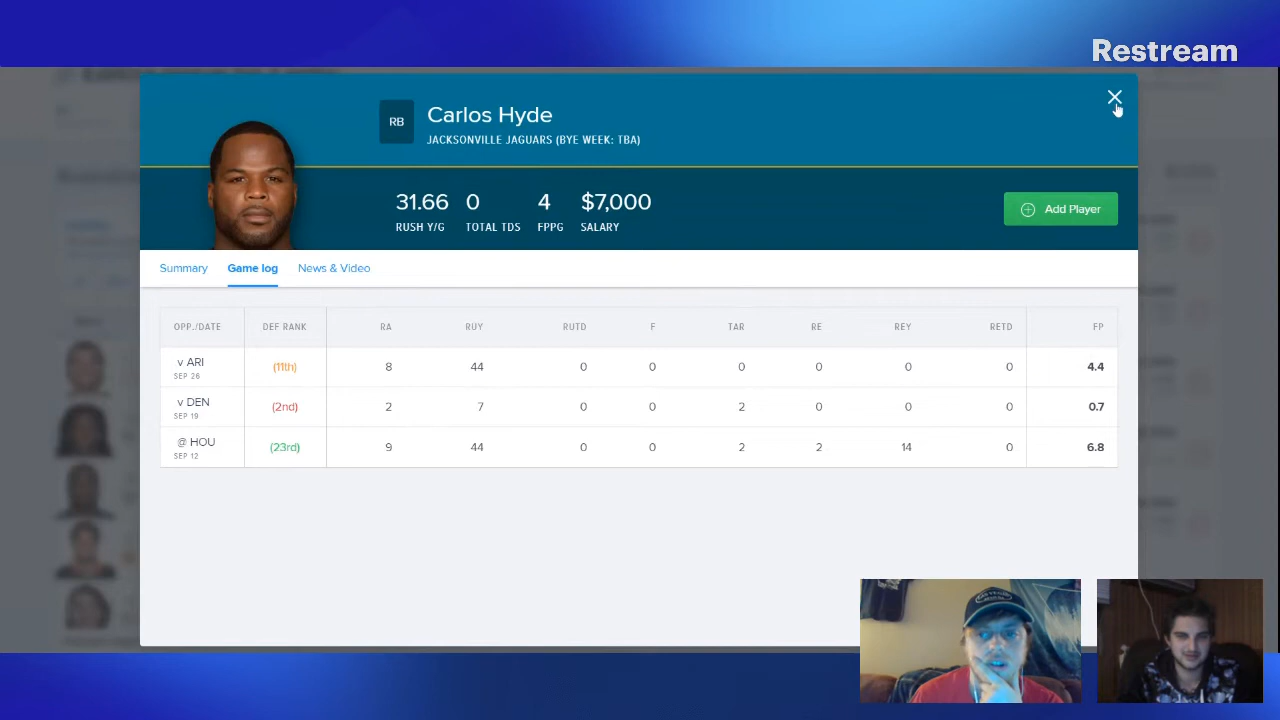 Restream
RB
Carlos Hyde
JACKSONVILLE JAGUARS (BYE WEEK: TBA)
31.66 0 4 $7,000
RUSH Y/G TOTAL TDS FPPG SALARY
Add Player
Summary Game log News & Video
OPP./DATE DEF RANK RA RUY RUTD F TAR RE REY RETD FP
v ARI
SEP 26
(11th) 8 44 0 0 0 0 0 0 4.4
v DEN
SEP 19
(2nd) 2 7 0 0 2 0 0 0 0.7
@ HOU
SEP 12
(23rd) 9 44 0 0 2 2 14 0 6.8